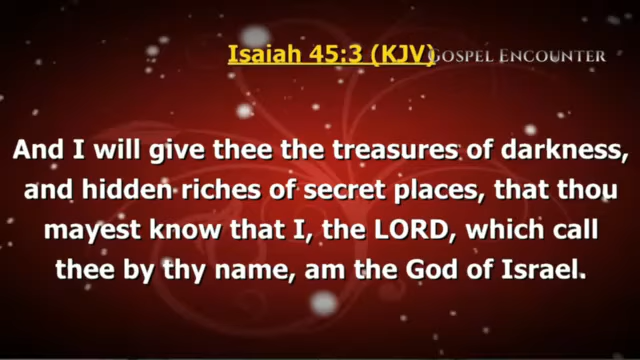 Isaiah 45:3 (KJV)
GOSPEL ENCOUNTER
And I will give thee the treasures of darkness,
and hidden riches of secret places, that thou
mayest know that I, the LORD, which call
thee by thy name, am the God of Israel.